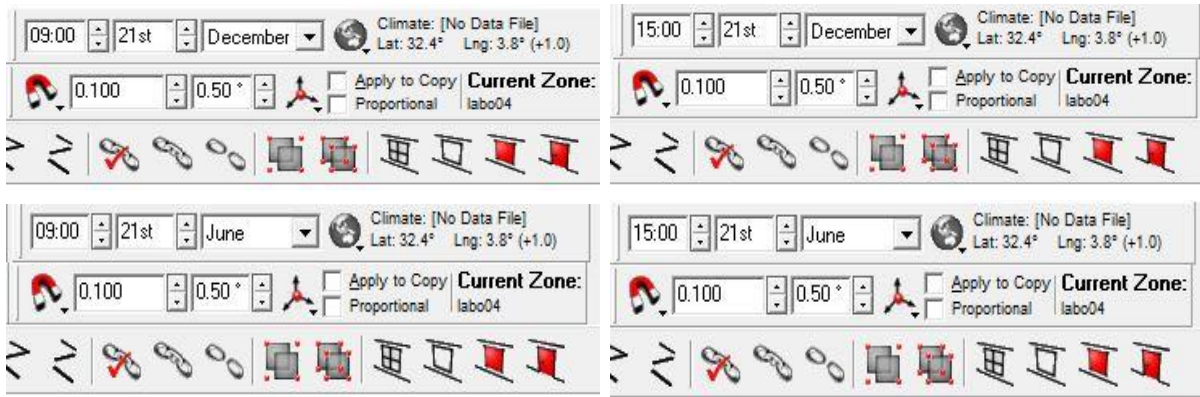 09:00 21st December Climate: [No Data File]
Lat: 32.4° Lng: 3.8° (+1.0)
0.100 0.50 ° Apply to Copy Current Zone:
Proportional labo04
15:00 21st December Climate: [No Data File]
Lat: 32.4° Lng: 3.8° (+1.0)
0.100 0.50 ° Apply to Copy Current Zone:
Proportional labo04
09:00 21st June Climate: [No Data File]
Lat: 32.4° Lng: 3.8° (+1.0)
0.100 0.50 ° Apply to Copy Current Zone:
Proportional labo04
15:00 21st June Climate: [No Data File]
Lat: 32.4° Lng: 3.8° (+1.0)
0.100 0.50 ° Apply to Copy Current Zone:
Proportional labo04